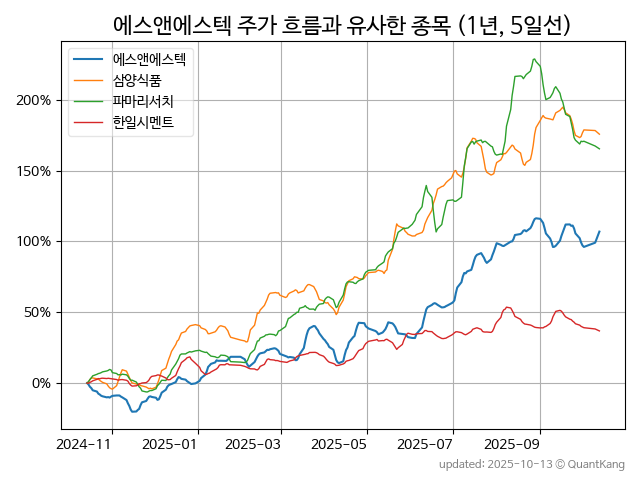 에스앤에스텍 주가 흐름과 유사한 종목 (1년, 5일선)
에스앤에스텍
삼양식품
파마리서치
한일시멘트
200%
150%
100%
50%
0%
2024-11 2025-01 2025-03 2025-05 2025-07 2025-09
updated: 2025-10-13 © QuantKang